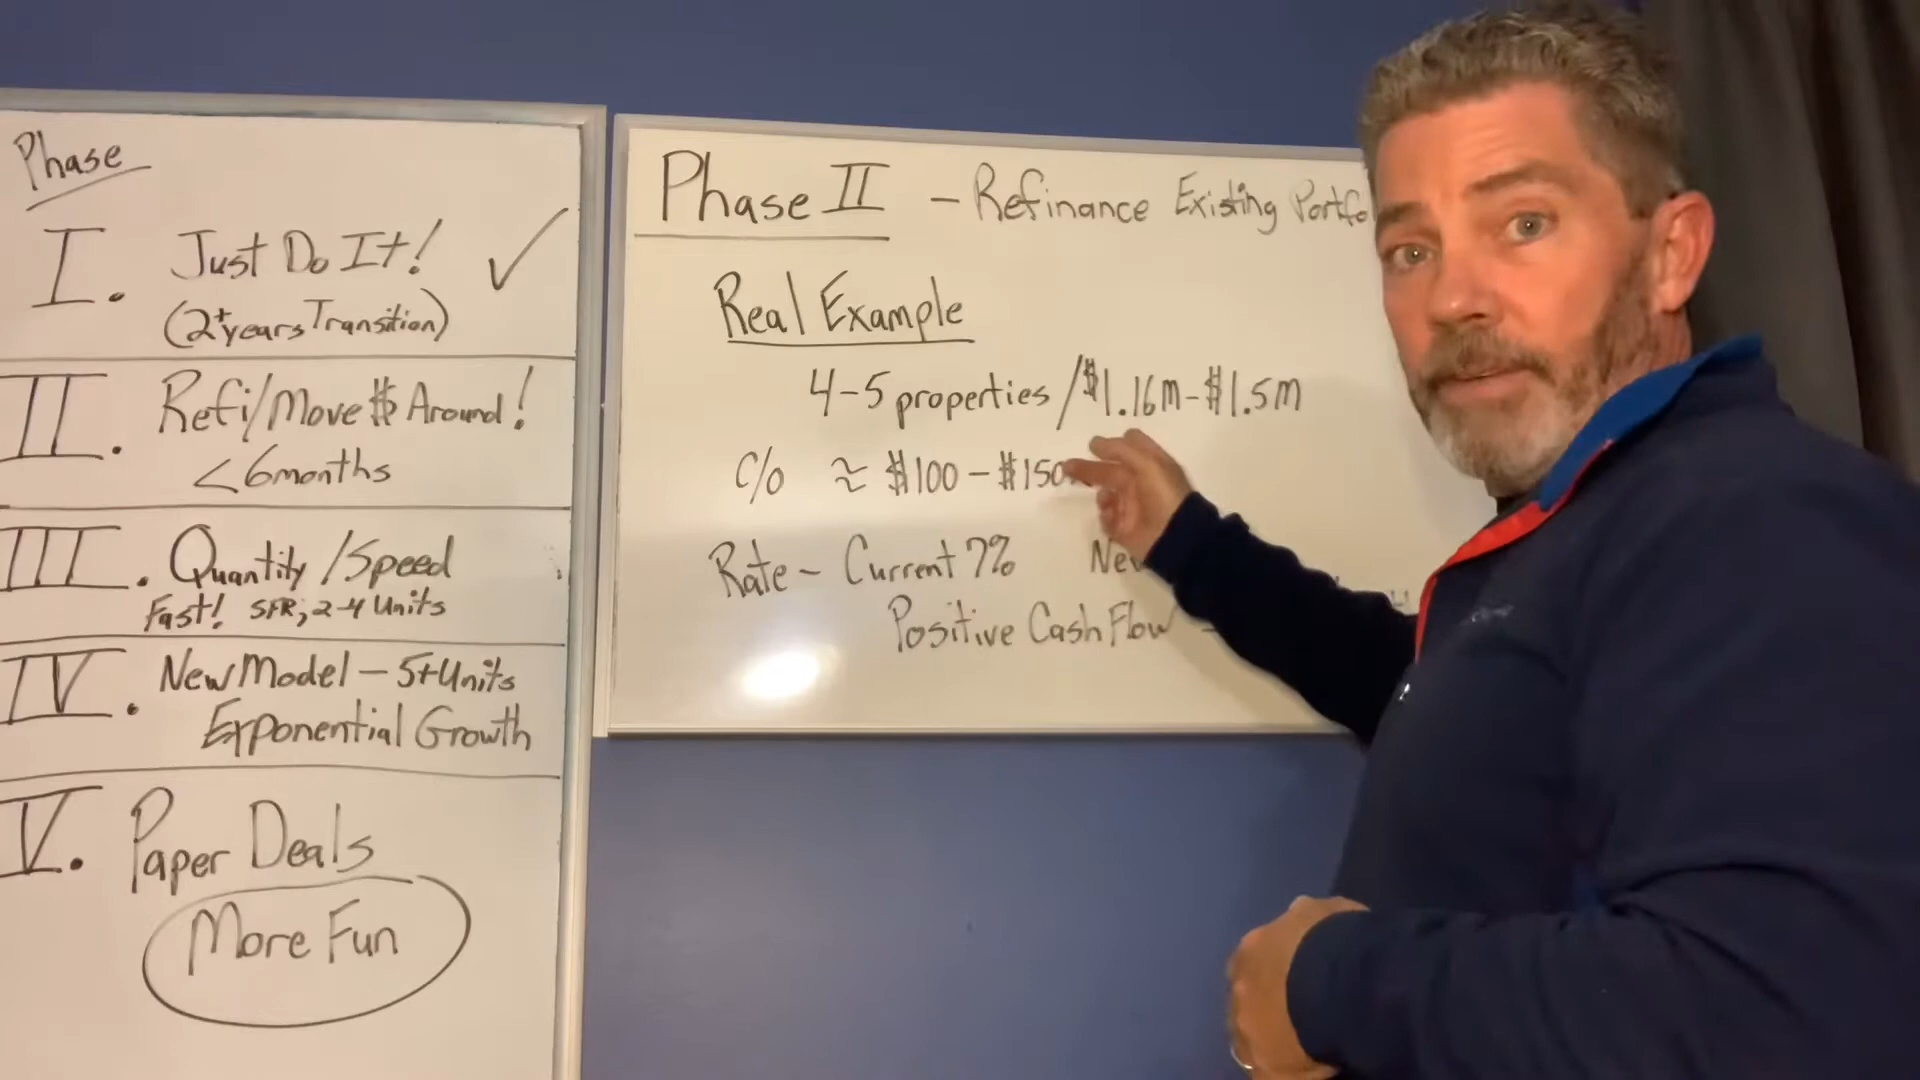 Phase
I. Just Do It! ✓
(2+ years Transition)
II. Refi/Move $ Around!
<6months
III. Quantity/Speed
Fast! SFR, 2-4 Units
IV. New Model - 5+Units
Exponential Growth
V. Paper Deals
More Fun
Phase II - Refinance Existing Portfo
Real Example
4-5 properties /$1.16M-$1.5M
C/O ≈ $100 - $150
Rate - Current 7% Ne
Positive Cash Flow